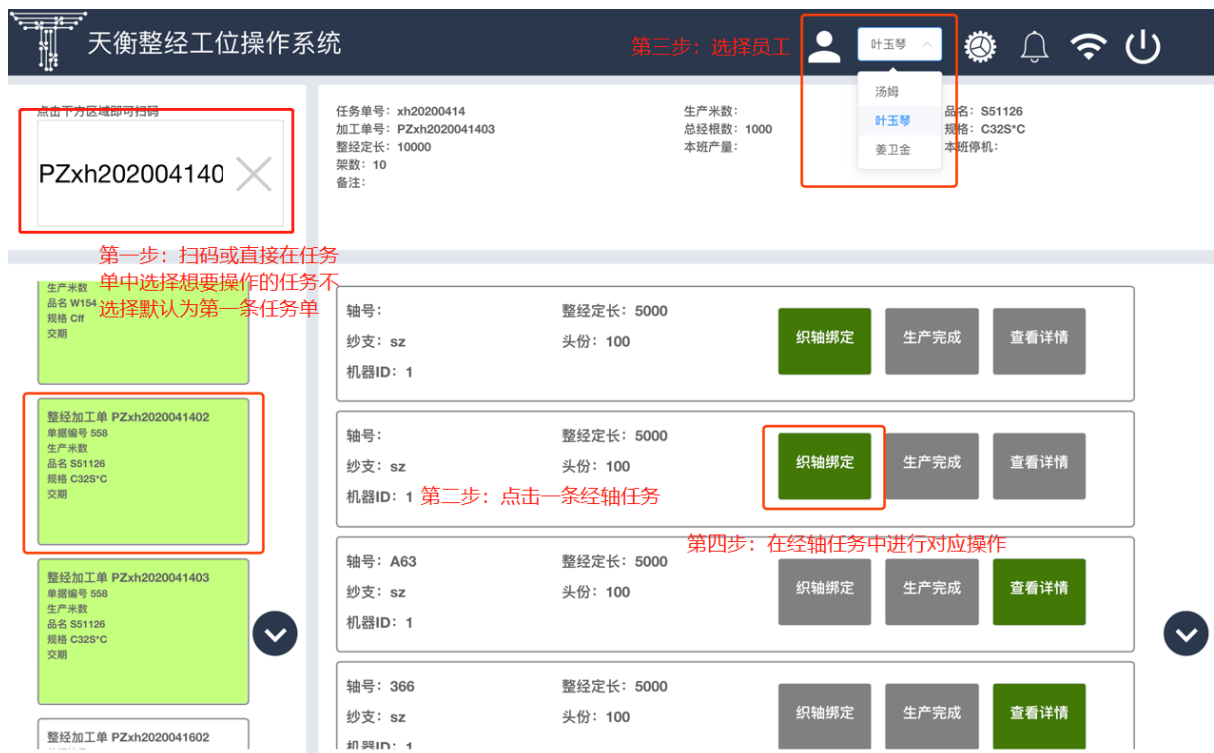 天衡整经工位操作系统
第三步：选择员工
叶玉琴
汤姆
叶玉琴
姜卫金
点击下方区域即可扫码
PZxh202004140
任务单号：xh20200414
加工单号：PZxh2020041403
整经定长：10000
架数：10
备注：
生产米数：
总经根数：1000
本班产量：
品名：S51126
规格：C32S*C
本班停机：
第一步：扫码或直接在任务
单中选择想要操作的任务不
选择默认为第一条任务单
生产米数
品名 W154
规格 Cff
交期
整经加工单 PZxh2020041402
单据编号 558
生产米数
品名 S51126
规格 C32S*C
交期
整经加工单 PZxh2020041403
单据编号 558
生产米数
品名 S51126
规格 C32S*C
交期
整经加工单 PZxh2020041602
轴号： 整经定长：5000
纱支：sz 头份：100
机器ID：1
织轴绑定 生产完成 查看详情
轴号： 整经定长：5000
纱支：sz 头份：100
机器ID：1
织轴绑定 生产完成 查看详情
第二步：点击一条经轴任务
第四步：在经轴任务中进行对应操作
轴号：A63 整经定长：5000
纱支：sz 头份：100
机器ID：1
织轴绑定 生产完成 查看详情
轴号：366 整经定长：5000
纱支：sz 头份：100
机器ID：1
织轴绑定 生产完成 查看详情